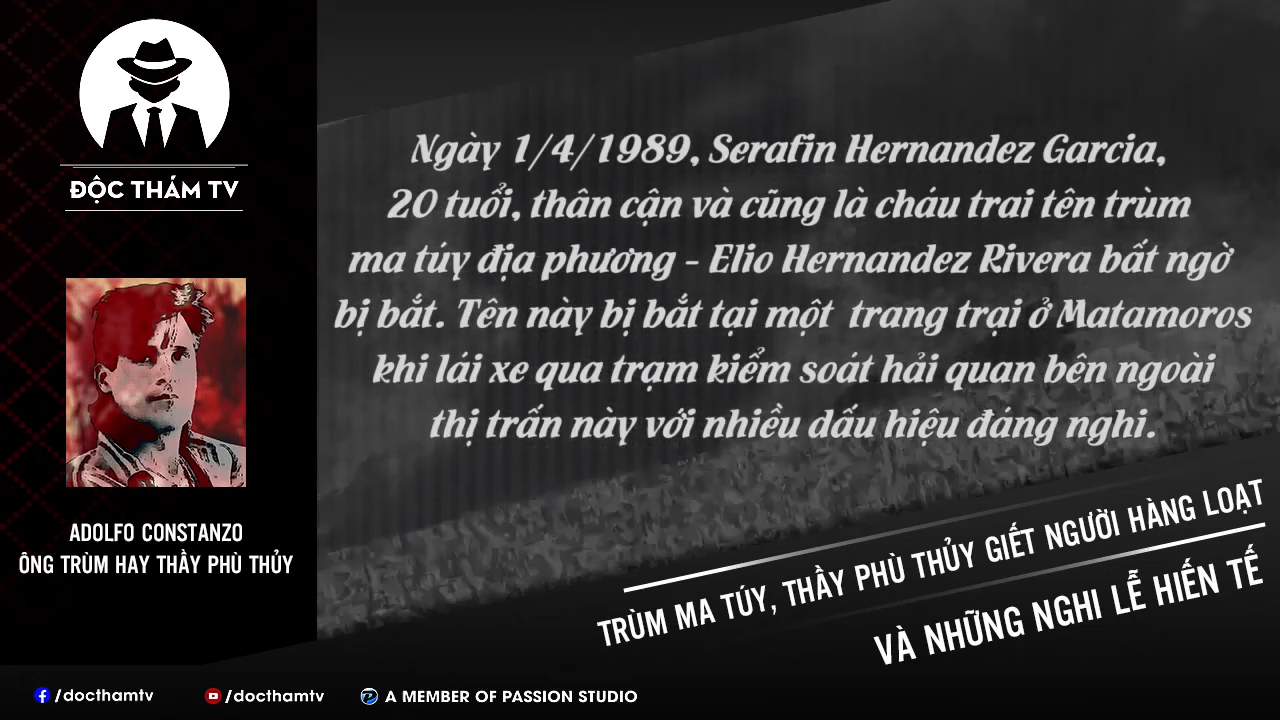 ĐỘC THÁM TV
ADOLFO CONSTANZO
ÔNG TRÙM HAY THẦY PHÙ THỦY
Ngày 1/4/1989, Serafin Hernandez Garcia,
20 tuổi, thân cận và cũng là cháu trai tên trùm
ma túy địa phương - Elio Hernandez Rivera bất ngờ
bị bắt. Tên này bị bắt tại một trang trại ở Matamoros
khi lái xe qua trạm kiểm soát hải quan bên ngoài
thị trấn này với nhiều dấu hiệu đáng nghi.
TRÙM MA TÚY, THẦY PHÙ THỦY GIẾT NGƯỜI HÀNG LOẠT
VÀ NHỮNG NGHI LỄ HIẾN TẾ
/docthamtv /docthamtv A MEMBER OF PASSION STUDIO